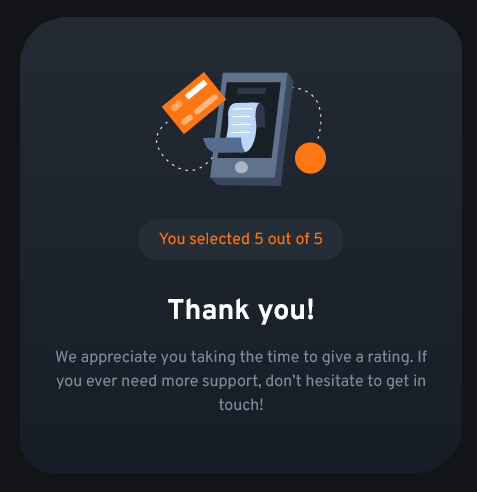 You selected 5 out of 5
Thank you!
We appreciate you taking the time to give a rating. If
you ever need more support, don’t hesitate to get in
touch!